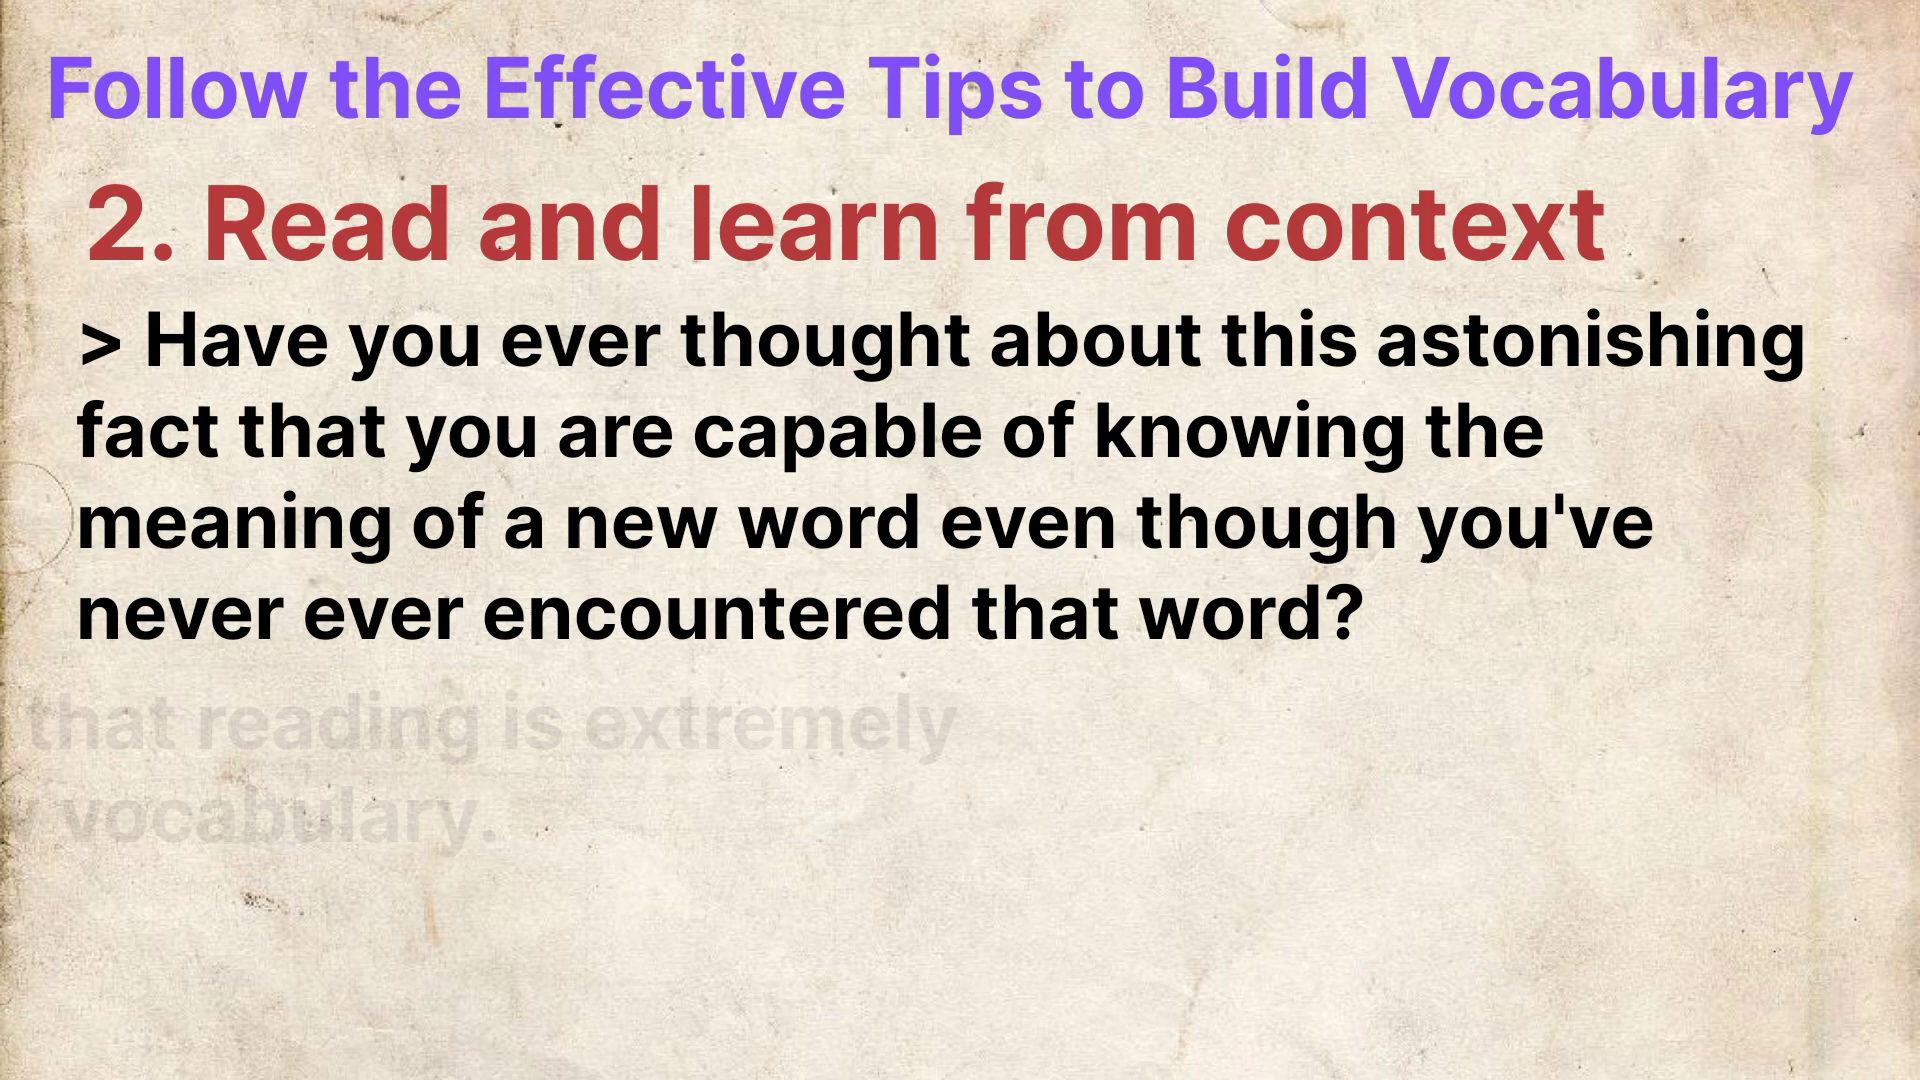 Follow the Effective Tips to Build Vocabulary
2. Read and learn from context
> Have you ever thought about this astonishing
fact that you are capable of knowing the
meaning of a new word even though you've
never ever encountered that word?
that reading is extremely
vocabulary.